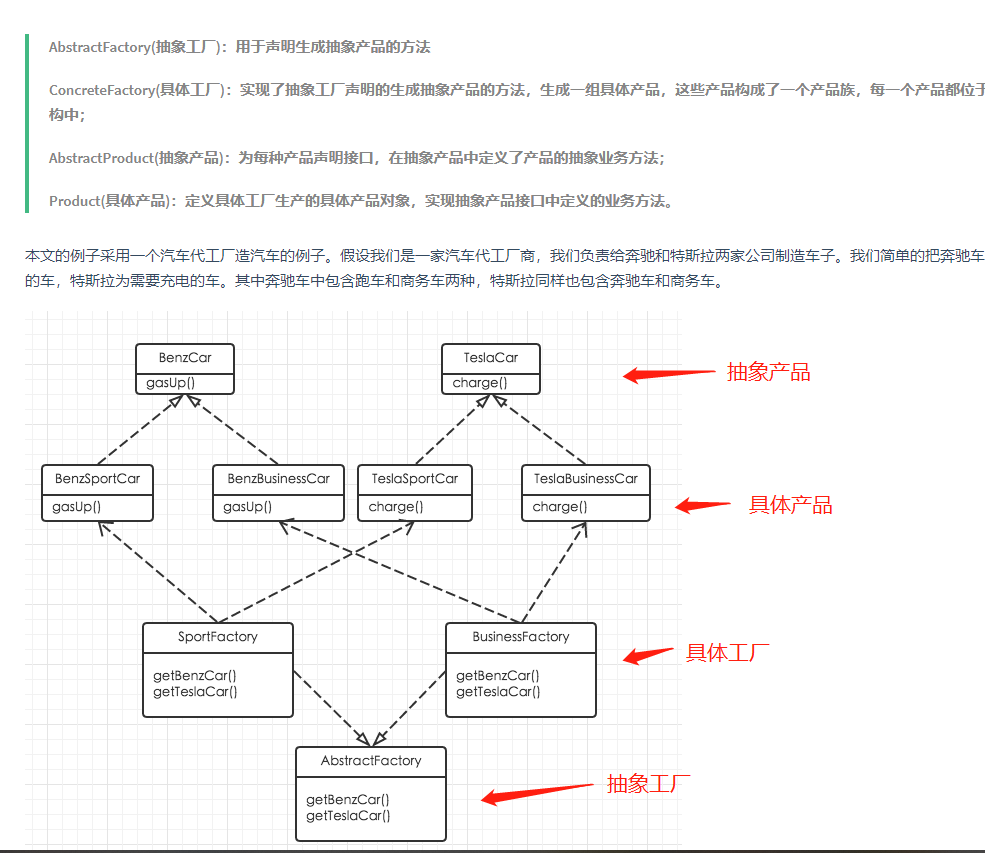 AbstractFactory(抽象工厂)：用于声明生成抽象产品的方法
ConcreteFactory(具体工厂)：实现了抽象工厂声明的生成抽象产品的方法，生成一组具体产品，这些产品构成了一个产品族，每一个产品都位于
构中；
AbstractProduct(抽象产品)：为每种产品声明接口，在抽象产品中定义了产品的抽象业务方法；
Product(具体产品)：定义具体工厂生产的具体产品对象，实现抽象产品接口中定义的业务方法。
本文的例子采用一个汽车代工厂造汽车的例子。假设我们是一家汽车代工厂商，我们负责给奔驰和特斯拉两家公司制造车子。我们简单的把奔驰车
的车，特斯拉为需要充电的车。其中奔驰车中包含跑车和商务车两种，特斯拉同样也包含奔驰车和商务车。
BenzCar
gasUp()
TeslaCar
charge()
抽象产品
BenzSportCar
gasUp()
BenzBusinessCar
gasUp()
TeslaSportCar
charge()
TeslaBusinessCar
charge()
具体产品
SportFactory
getBenzCar()
getTeslaCar()
BusinessFactory
getBenzCar()
getTeslaCar()
具体工厂
AbstractFactory
getBenzCar()
getTeslaCar()
抽象工厂